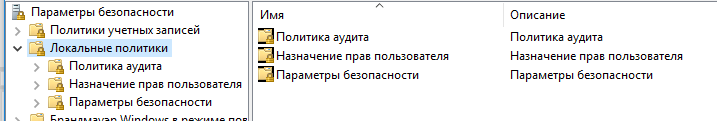 Параметры безопасности
Политики учетных записей
Локальные политики
Политика аудита
Назначение прав пользователя
Параметры безопасности
Брандмауэр Windows в режиме пов
Имя Описание
Политика аудита Политика аудита
Назначение прав пользователя Назначение прав пользователя
Параметры безопасности Параметры безопасности